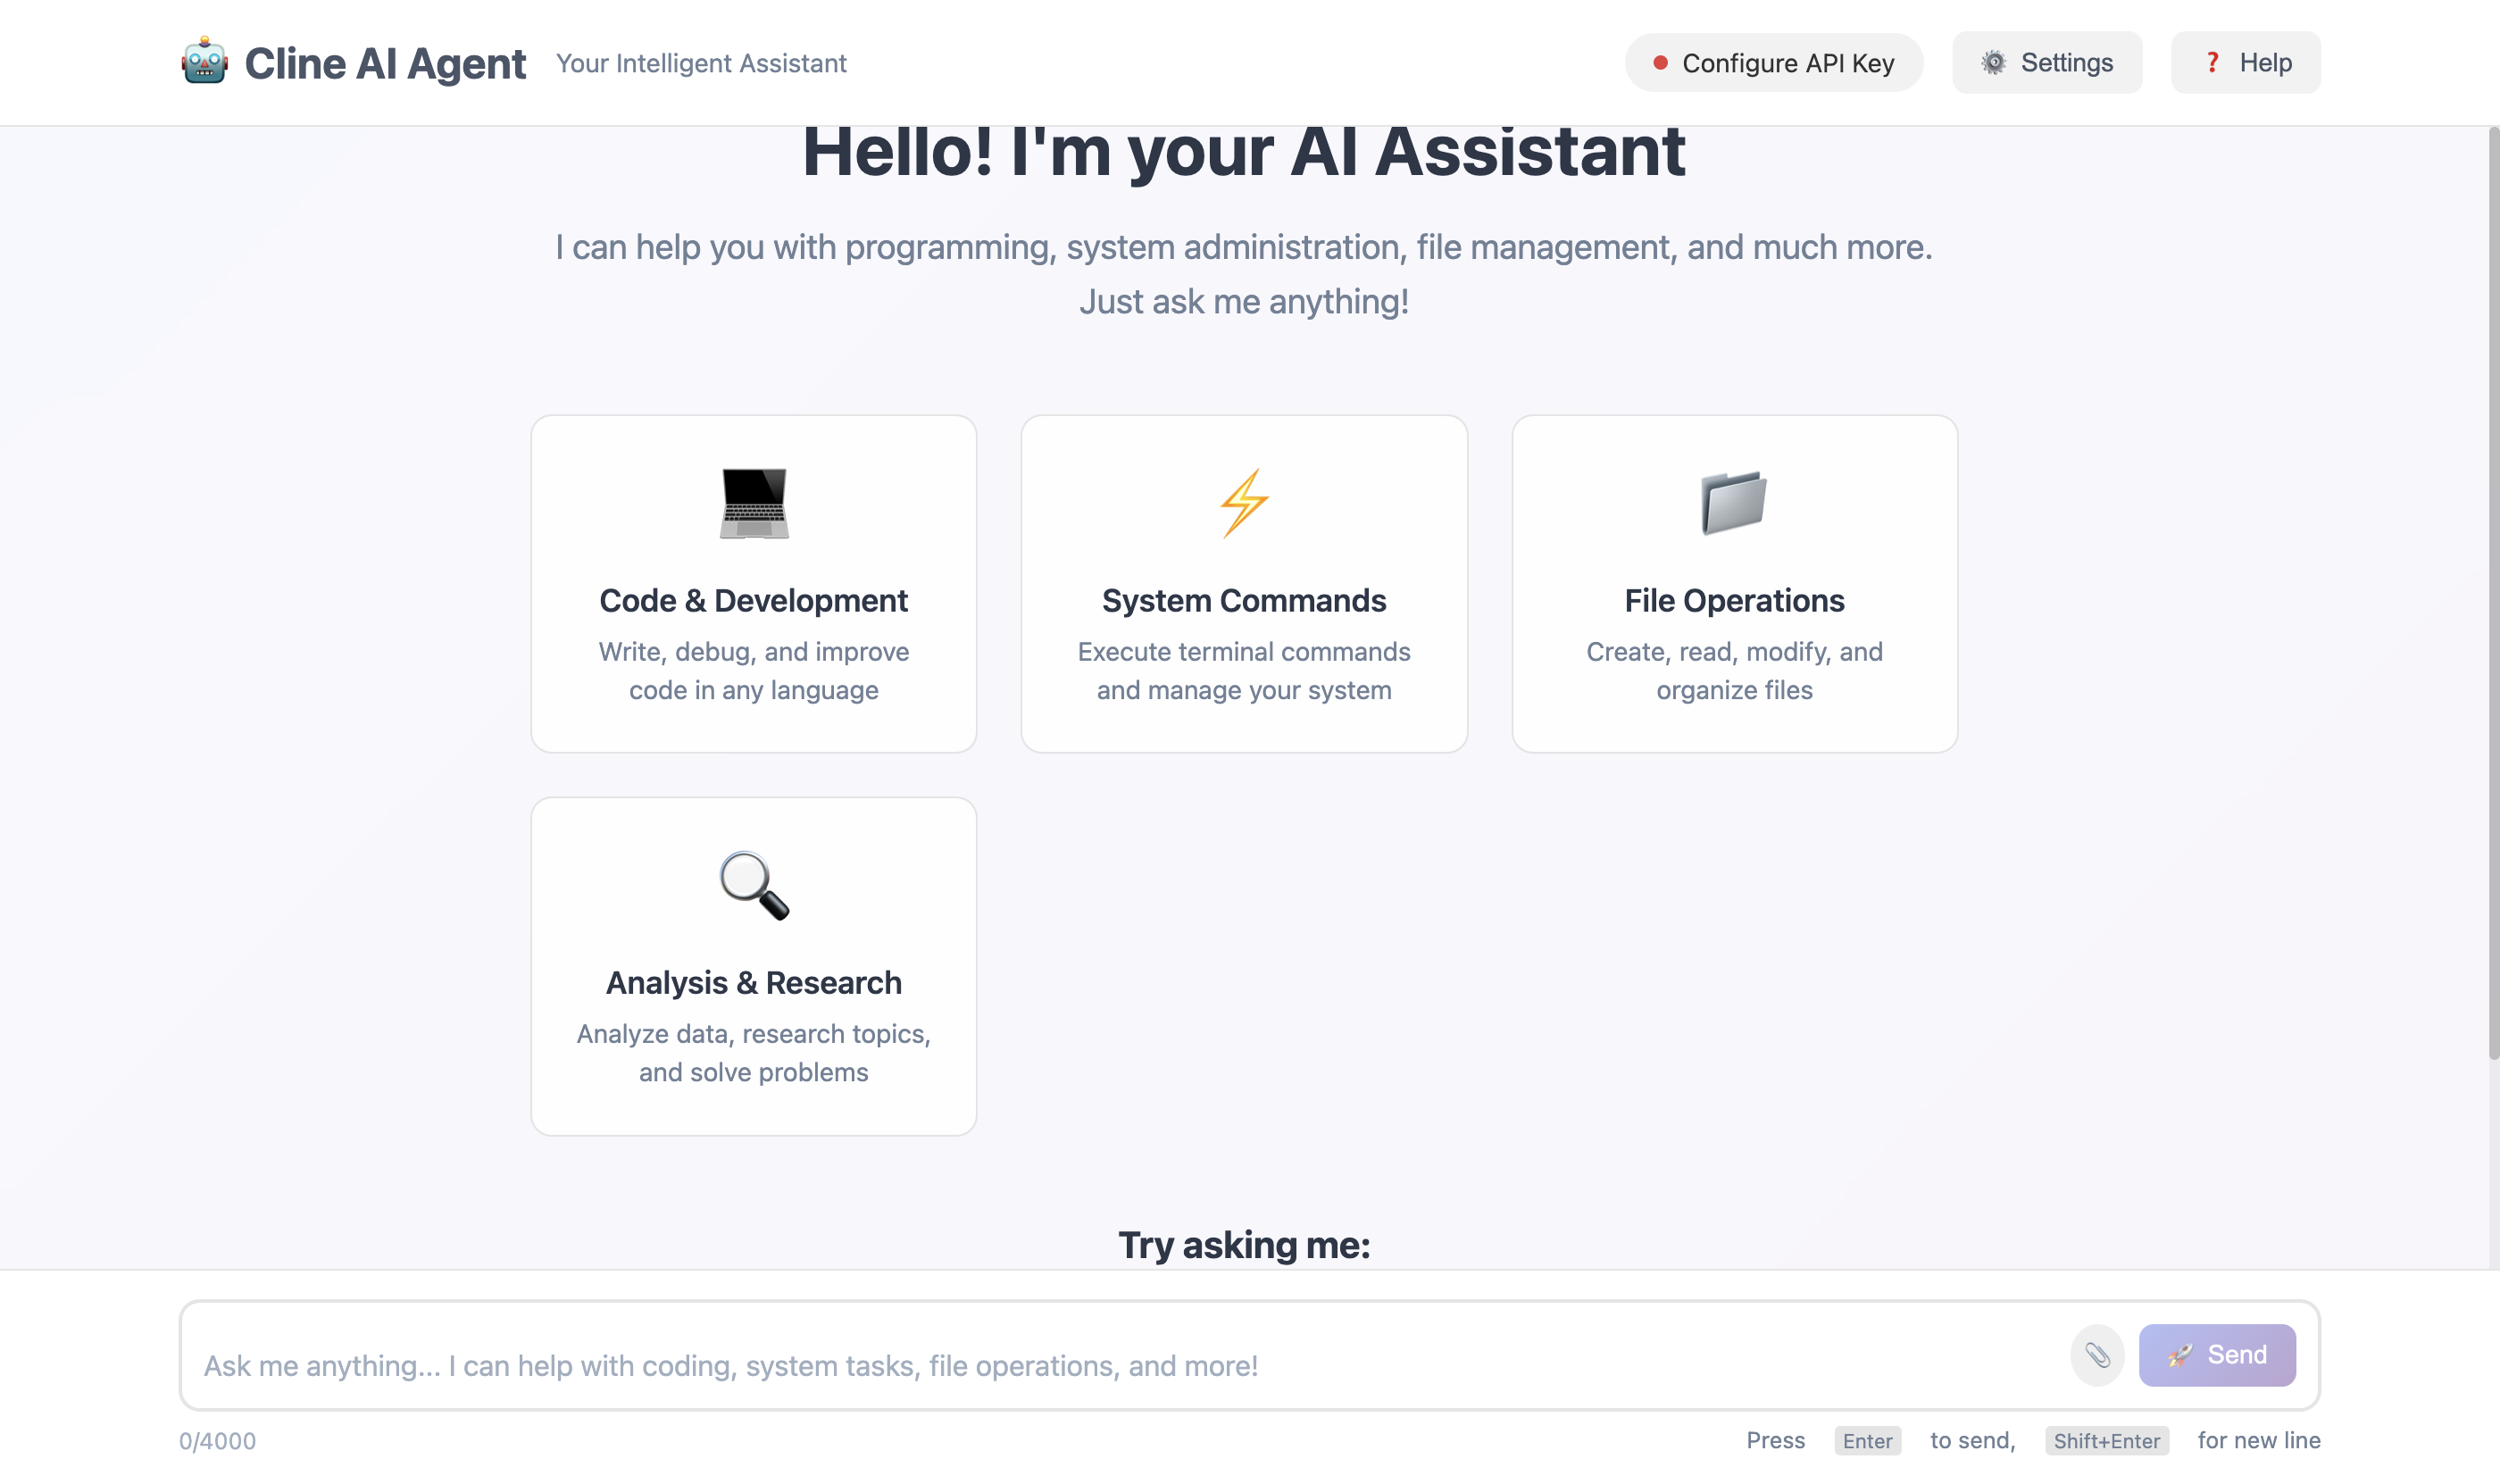 Cline AI Agent
Your Intelligent Assistant
Configure API Key
Settings
Help
Hello! I'm your AI Assistant
I can help you with programming, system administration, file management, and much more.
Just ask me anything!
Code & Development
Write, debug, and improve
code in any language
System Commands
Execute terminal commands
and manage your system
File Operations
Create, read, modify, and
organize files
Analysis & Research
Analyze data, research topics,
and solve problems
Try asking me:
Ask me anything... I can help with coding, system tasks, file operations, and more!
Send
0/4000
Press Enter to send, Shift+Enter for new line